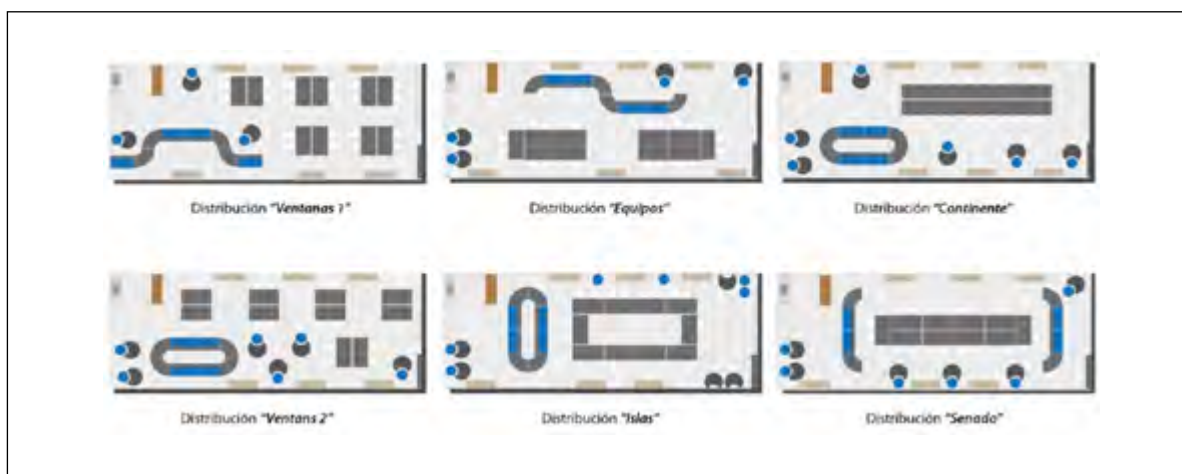 Distribución "Ventanas 1"
Distribución "Equipos"
Distribución "Continente"
Distribución "Ventans 2"
Distribución "Islas"
Distribución "Senado"